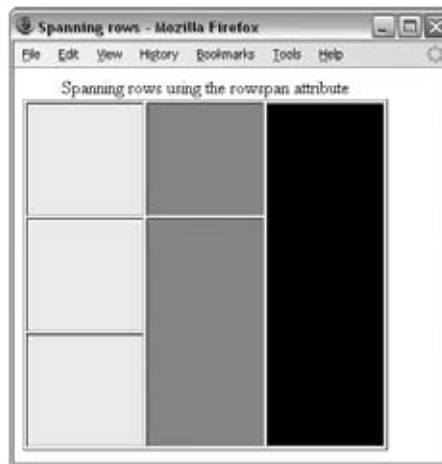 Spanning rows - Mozilla Firefox
File Edit View History Bookmarks Tools Help
Spanning rows using the rowspan attribute